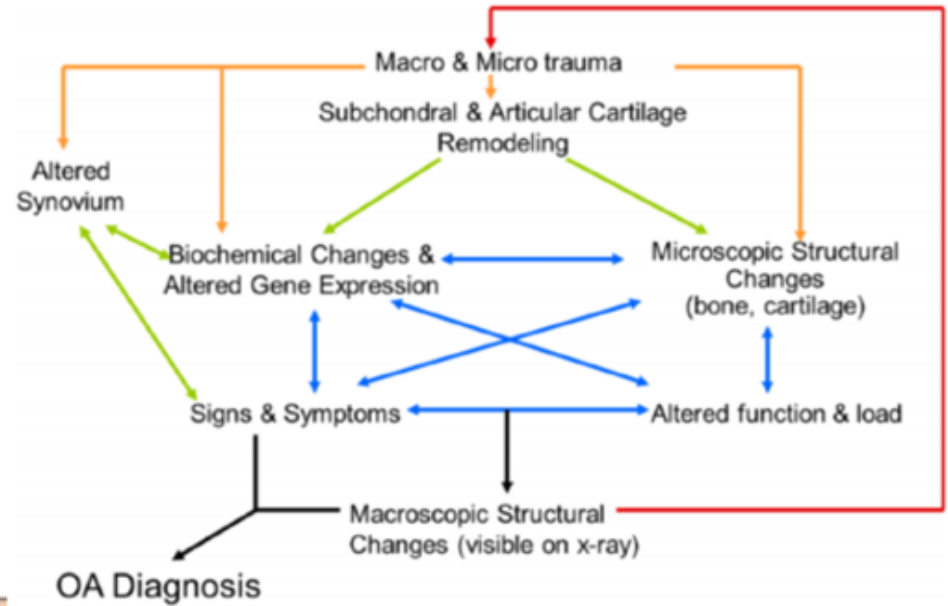 Macro & Micro trauma
Subchondral & Articular Cartilage
Remodeling
Altered
Synovium
Biochemical Changes &
Altered Gene Expression
Microscopic Structural
Changes
(bone, cartilage)
Signs & Symptoms
Altered function & load
Macroscopic Structural
Changes (visible on x-ray)
OA Diagnosis